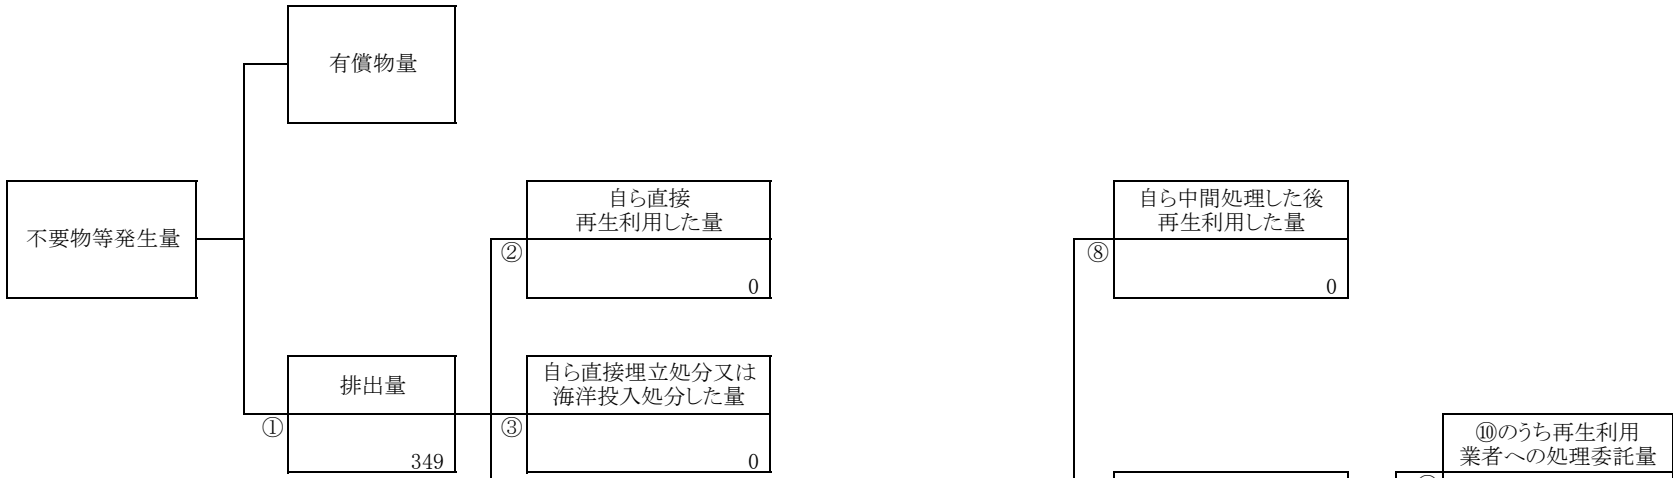 有償物量
不要物等発生量
自ら直接
再生利用した量
②
0
自ら中間処理した後
再生利用した量
⑧
0
排出量
①
349
自ら直接埋立処分又は
海洋投入処分した量
③
0
⑩のうち再生利用
業者への処理委託量